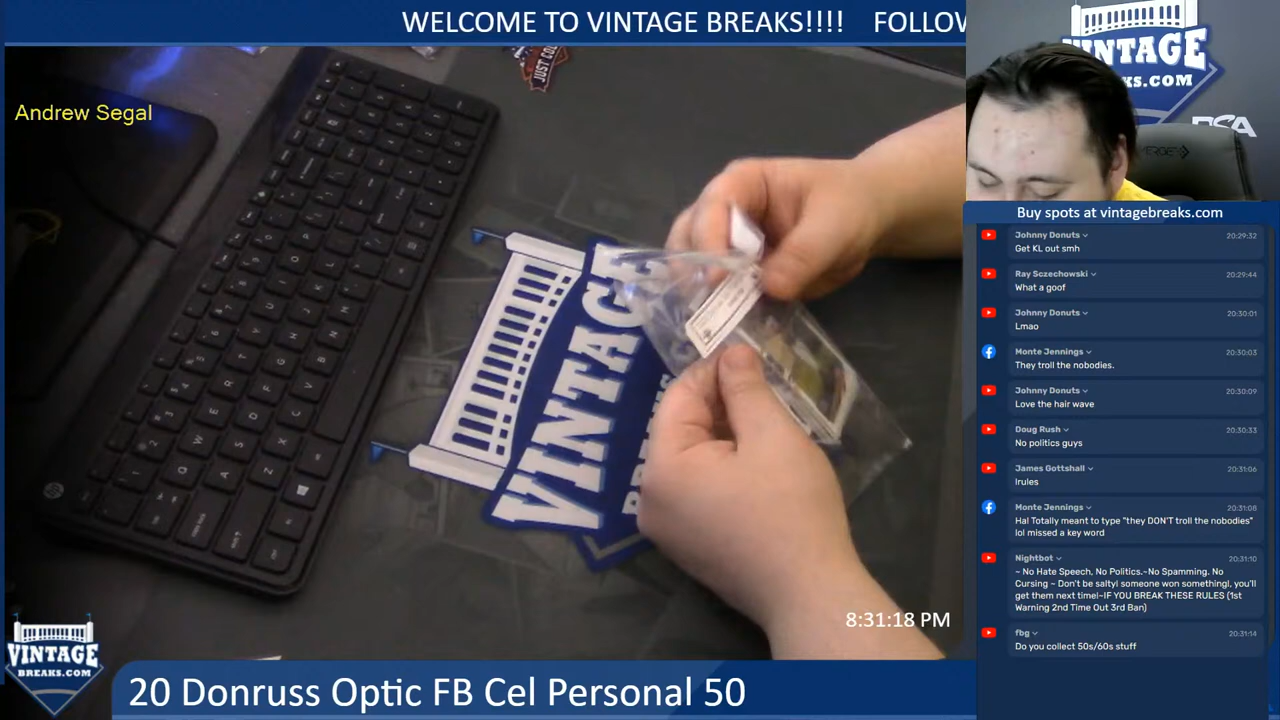 WELCOME TO VINTAGE BREAKS!!!! FOLLOW
JUST COL
Andrew Segal
VINTAGE
VINTAGE
BREAKS.COM
8:31:18 PM
20 Donruss Optic FB Cel Personal 50
VINTAGE
KS.COM
PSA
Buy spots at vintagebreaks.com
Johnny Donuts 20:29:32
Get KL out smh
Ray Sczechowski 20:29:44
What a goof
Johnny Donuts 20:30:01
Lmao
Monte Jennings 20:30:03
They troll the nobodies.
Johnny Donuts 20:30:09
Love the hair wave
Doug Rush 20:30:33
No politics guys
James Gottshall 20:31:06
!rules
Monte Jennings 20:31:08
Ha! Totally meant to type "they DON'T troll the nobodies"
lol missed a key word
Nightbot 20:31:10
~ No Hate Speech, No Politics.~No Spamming. No
Cursing ~ Don't be salty! someone won something!, you'll
get them next time!~IF YOU BREAK THESE RULES (1st
Warning 2nd Time Out 3rd Ban)
fbg 20:31:14
Do you collect 50s/60s stuff